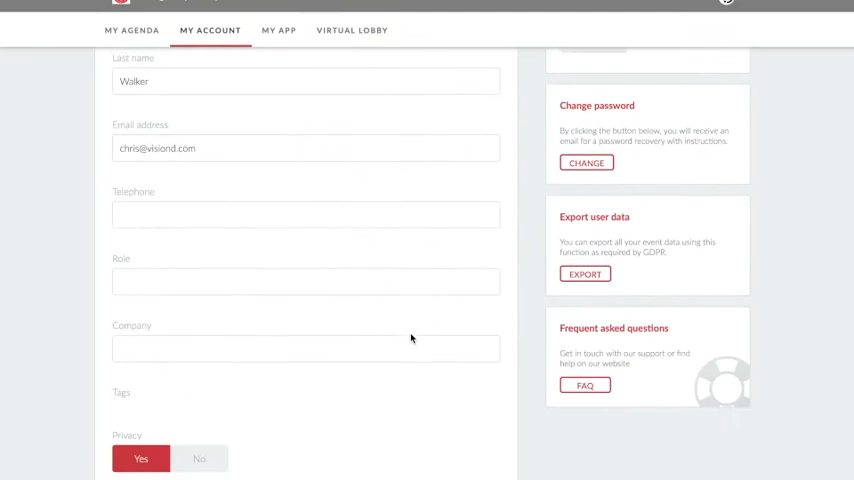 MY AGENDA
MY ACCOUNT
MY APP
VIRTUAL LOBBY
Last name
Walker
Email address
chris@visiond.com
Telephone
Role
Company
Tags
Privacy
Yes
No
Change password
By clicking the button below, you will receive an
email for a password recovery with instructions.
CHANGE
Export user data
You can export all your event data using this
function as required by GDPR.
EXPORT
Frequent asked questions
Get in touch with our support or find
help on our website.
FAQ